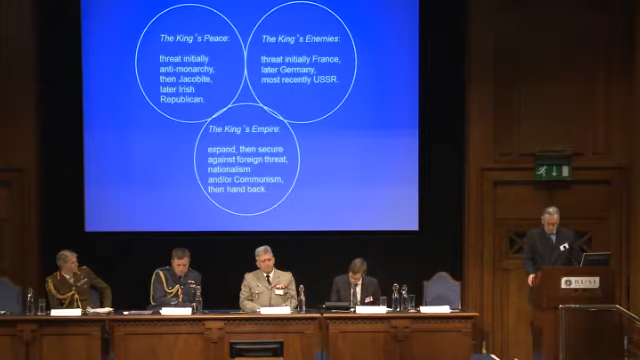 The King's Peace:
threat initially
anti-monarchy,
then Jacobite,
later Irish
Republican.
The King's Enemies:
threat initially France,
later Germany,
most recently USSR.
The King's Empire:
expand, then secure
against foreign threat,
nationalism
and/or Communism,
then hand back.
RUSI